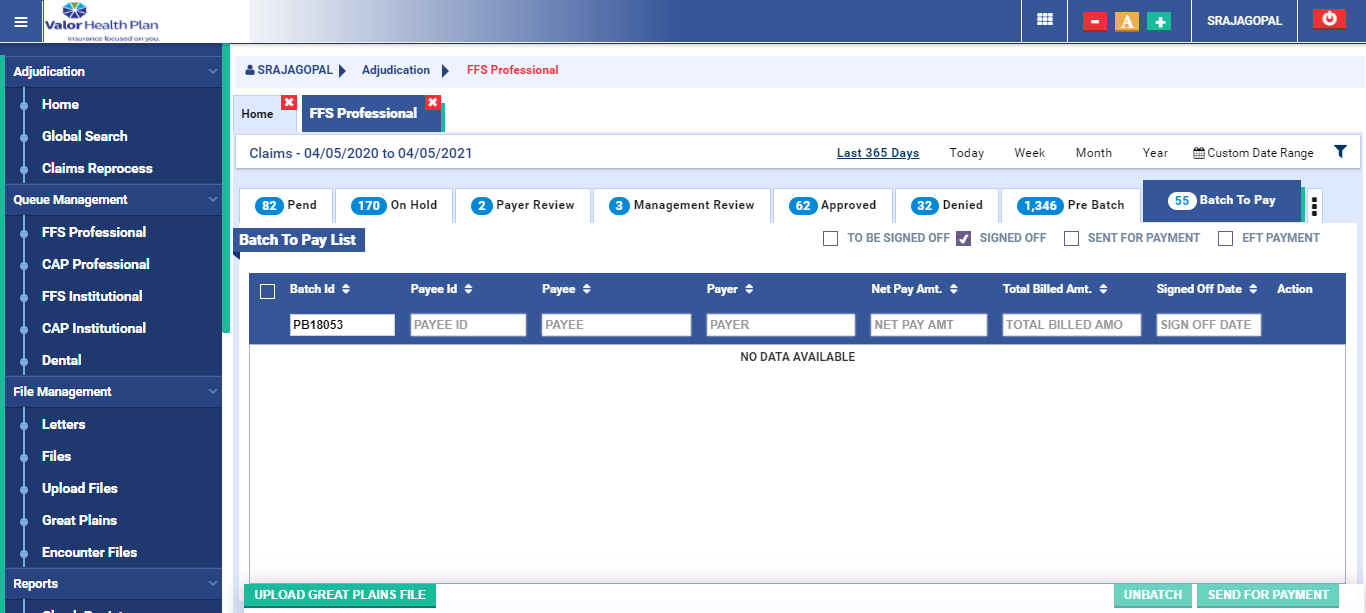 Valor Health Plan
Insurance focused on you.
A
SRAJAGOPAL
Adjudication
Home
Global Search
Claims Reprocess
Queue Management
FFS Professional
CAP Professional
FFS Institutional
CAP Institutional
Dental
File Management
Letters
Files
Upload Files
Great Plains
Encounter Files
Reports
SRAJAGOPAL Adjudication FFS Professional
Home FFS Professional
Claims - 04/05/2020 to 04/05/2021 Last 365 Days Today Week Month Year Custom Date Range
82 Pend 170 On Hold 2 Payer Review 3 Management Review 62 Approved 32 Denied 1,346 Pre Batch 55 Batch To Pay
Batch To Pay List TO BE SIGNED OFF SIGNED OFF SENT FOR PAYMENT EFT PAYMENT
Batch Id Payee Id Payee Payer Net Pay Amt. Total Billed Amt. Signed Off Date Action
PB18053 PAYEE ID PAYEE PAYER NET PAY AMT TOTAL BILLED AMO SIGN OFF DATE
NO DATA AVAILABLE
UPLOAD GREAT PLAINS FILE UNBATCH SEND FOR PAYMENT